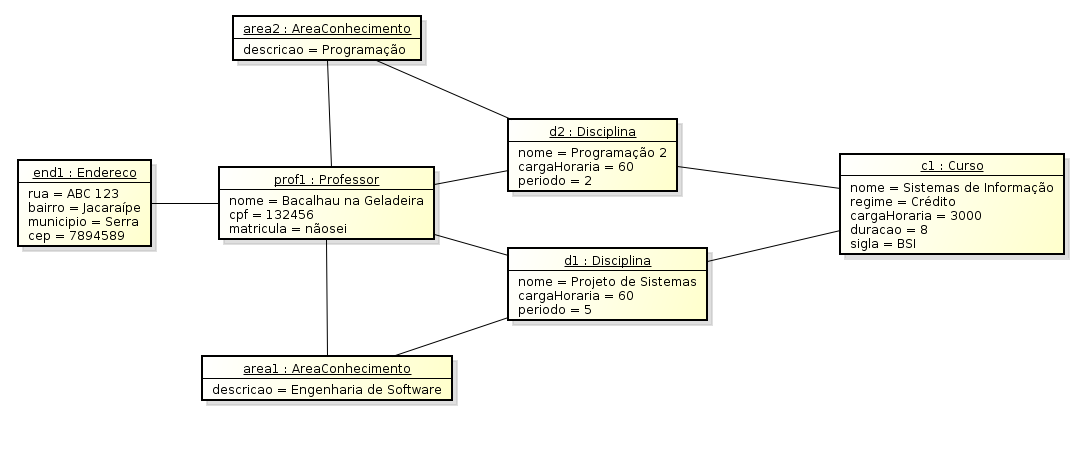 area2 : AreaConhecimento
descricao = Programação
d2 : Disciplina
nome = Programação 2
cargaHoraria = 60
periodo = 2
end1 : Endereco
rua = ABC 123
bairro = Jacaraípe
municipio = Serra
cep = 7894589
prof1 : Professor
nome = Bacalhau na Geladeira
cpf = 132456
matricula = nãosei
c1 : Curso
nome = Sistemas de Informação
regime = Crédito
cargaHoraria = 3000
duracao = 8
sigla = BSI
d1 : Disciplina
nome = Projeto de Sistemas
cargaHoraria = 60
periodo = 5
area1 : AreaConhecimento
descricao = Engenharia de Software